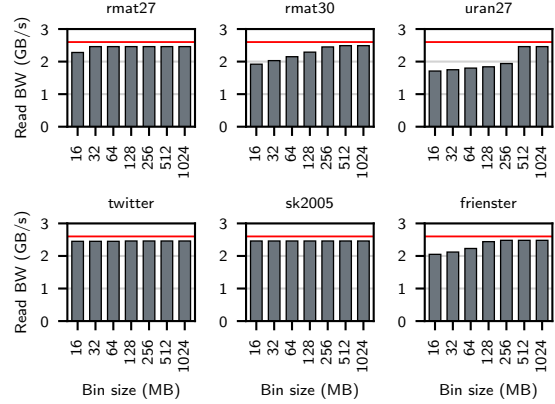 rmat27 rmat30 uran27
Read BW (GB/s)
3 3 3
2 2 2
1 1 1
0 0 0
16 32 64 128 256 512 1024 16 32 64 128 256 512 1024 16 32 64 128 256 512 1024
twitter sk2005 frienster
Read BW (GB/s)
3 3 3
2 2 2
1 1 1
0 0 0
16 32 64 128 256 512 1024 16 32 64 128 256 512 1024 16 32 64 128 256 512 1024
Bin size (MB) Bin size (MB) Bin size (MB)